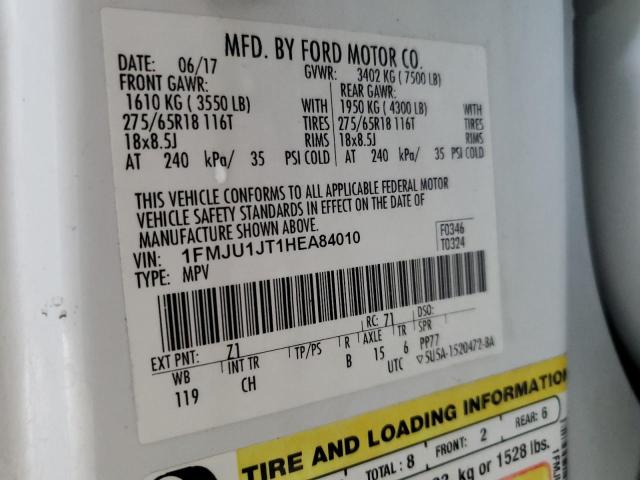 MFD. BY FORD MOTOR CO.
DATE: 06/17 GVWR: 3402 KG ( 7500 LB)
FRONT GAWR: REAR GAWR:
1610 KG ( 3550 LB) WITH 1950 KG ( 4300 LB) WITH
275/65R18 116T TIRES 275/65R18 116T TIRES
18x8.5J RIMS 18x8.5J RIMS
AT 240 kPa/ 35 PSI COLD AT 240 kPa/ 35 PSI COLD
THIS VEHICLE CONFORMS TO ALL APPLICABLE FEDERAL MOTOR
VEHICLE SAFETY STANDARDS IN EFFECT ON THE DATE OF
MANUFACTURE SHOWN ABOVE.
VIN: 1FMJU1JT1HEA84010 F0346
TYPE: MPV T0324
EXT PNT: Z1 RC: 71 DSO:
WB INT TR TP/PS R AXLE TR SPR
119 CH B 15 6 PP77
UTC ▽5U5A-1520472-BA
TIRE AND LOADING INFORMATION
TOTAL : 8 FRONT: 2 REAR: 6
kg or 1528 lbs.